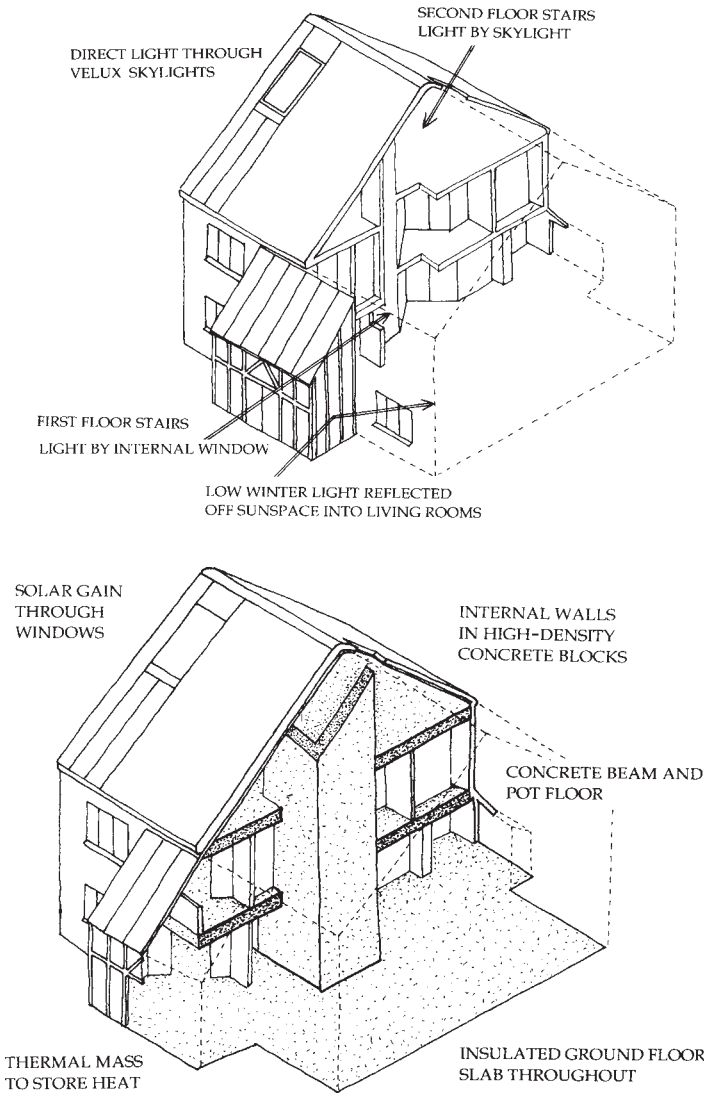 SECOND FLOOR STAIRS
LIGHT BY SKYLIGHT
DIRECT LIGHT THROUGH
VELUX SKYLIGHTS
FIRST FLOOR STAIRS
LIGHT BY INTERNAL WINDOW
LOW WINTER LIGHT REFLECTED
OFF SUNSPACE INTO LIVING ROOMS
SOLAR GAIN
THROUGH
WINDOWS
INTERNAL WALLS
IN HIGH-DENSITY
CONCRETE BLOCKS
CONCRETE BEAM AND
POT FLOOR
THERMAL MASS
TO STORE HEAT
INSULATED GROUND FLOOR
SLAB THROUGHOUT